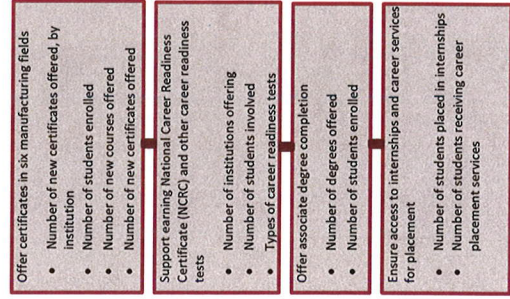 Offer certificates in six manufacturing fields
• Number of new certificates offered, by
institution
• Number of students enrolled
• Number of new courses offered
• Number of new certificates offered
Support earning National Career Readiness
Certificate (NCRC) and other career readiness
tests
• Number of institutions offering
• Number of students involved
• Types of career readiness tests
Offer associate degree completion
• Number of degrees offered
• Number of students enrolled
Ensure access to internships and career services
for placement
• Number of students placed in internships
• Number of students receiving career
placement services